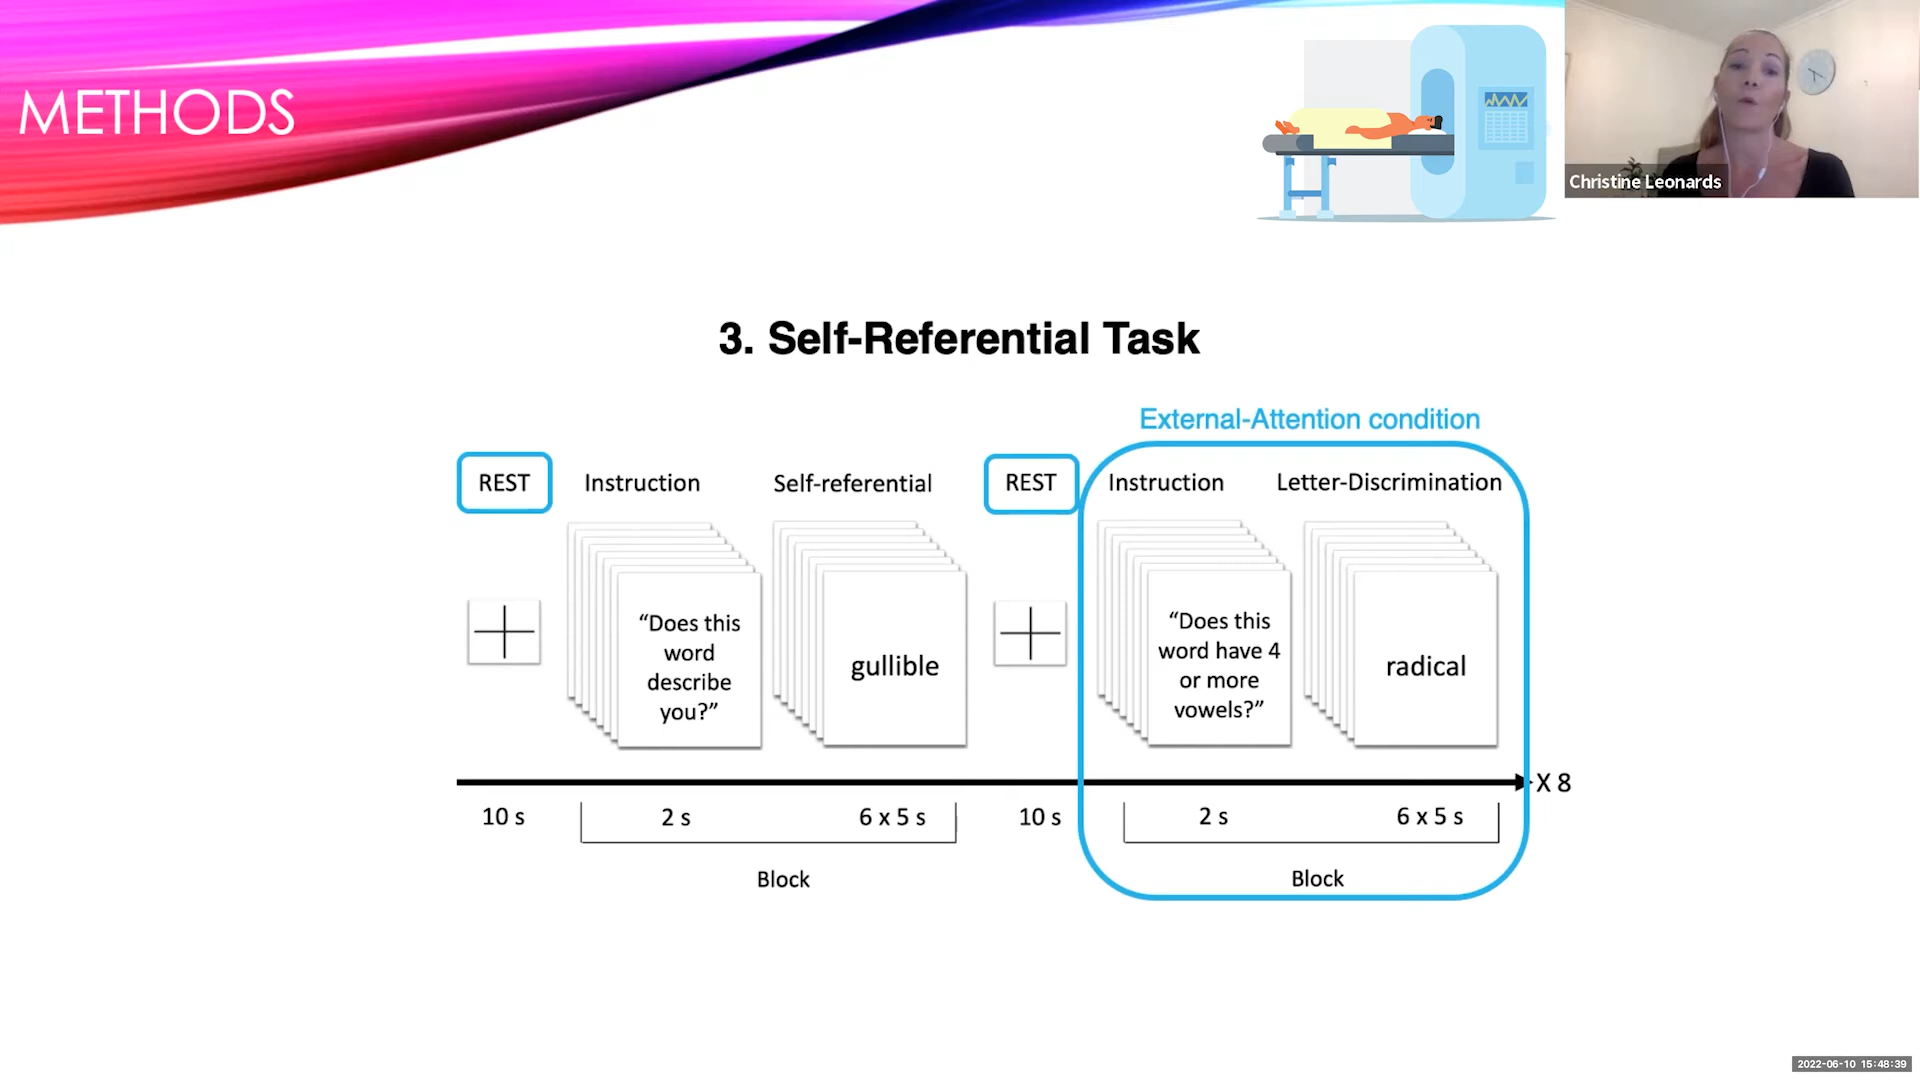 METHODS
Christine Leonards
3. Self-Referential Task
External-Attention condition
REST
Instruction
Self-referential
REST
Instruction
Letter-Discrimination
“Does this
word
describe
you?”
gullible
“Does this
word have 4
or more
vowels?”
radical
X 8
10 s
2 s
6 x 5 s
10 s
2 s
6 x 5 s
Block
Block
2022-06-10 15:48:39